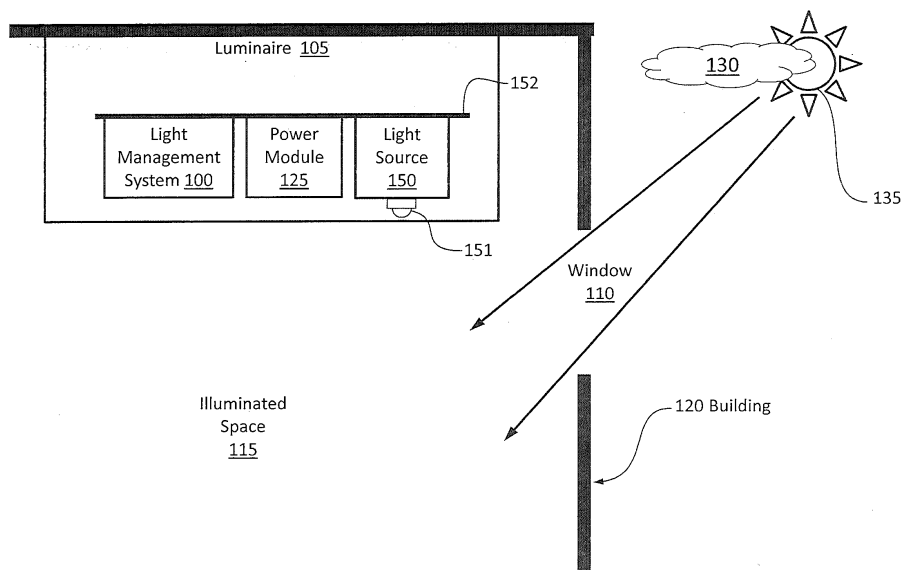 Luminaire 105
130
152
Light
Management
System 100
Power
Module
125
Light
Source
150
135
151
Window
110
Illuminated
Space
115
120 Building